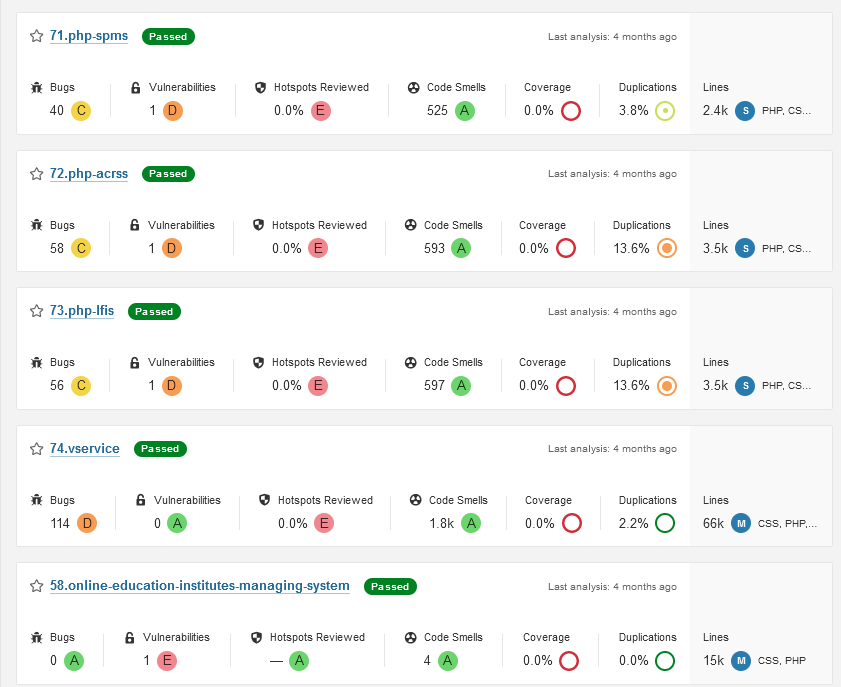 71.php-spms Passed Last analysis: 4 months ago
Bugs Vulnerabilities Hotspots Reviewed Code Smells Coverage Duplications Lines
40 C 1 D 0.0% E 525 A 0.0% 3.8% 2.4k S PHP, CS...
72.php-acrss Passed Last analysis: 4 months ago
Bugs Vulnerabilities Hotspots Reviewed Code Smells Coverage Duplications Lines
58 C 1 D 0.0% E 593 A 0.0% 13.6% 3.5k S PHP, CS...
73.php-lfis Passed Last analysis: 4 months ago
Bugs Vulnerabilities Hotspots Reviewed Code Smells Coverage Duplications Lines
56 C 1 D 0.0% E 597 A 0.0% 13.6% 3.5k S PHP, CS...
74.vservice Passed Last analysis: 4 months ago
Bugs Vulnerabilities Hotspots Reviewed Code Smells Coverage Duplications Lines
114 D 0 A 0.0% E 1.8k A 0.0% 2.2% 66k M CSS, PHP,...
58.online-education-institutes-managing-system Passed Last analysis: 4 months ago
Bugs Vulnerabilities Hotspots Reviewed Code Smells Coverage Duplications Lines
0 A 1 E — A 4 A 0.0% 0.0% 15k M CSS, PHP